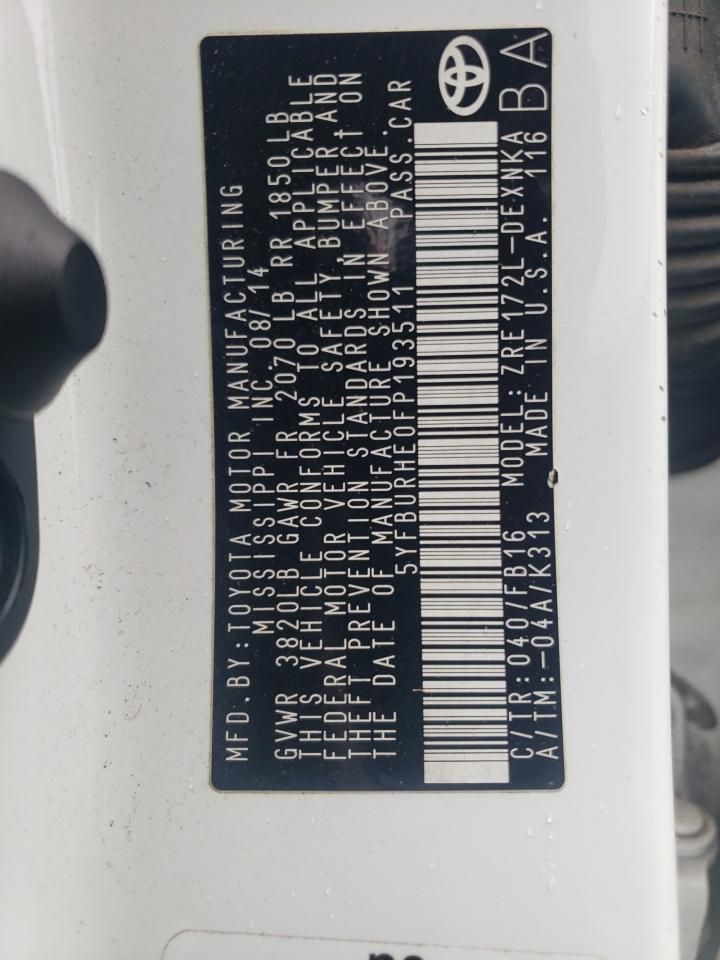 MFD.BY:TOYOTA MOTOR MANUFACTURING
MISSISSIPPI INC. 08/14
GVWR 3820LB GAWR FR 2070 LB RR 1850 LB
THIS VEHICLE CONFORMS TO ALL APPLICABLE
FEDERAL MOTOR VEHICLE SAFETY, BUMPER AND
THEFT PREVENTION STANDARDS IN EFFECT ON
THE DATE OF MANUFACTURE SHOWN ABOVE.
5YFBURHE0FP193511 PASS.CAR
C/TR:040/FB16 MODEL:ZRE172L-DEXNKA
A/TM:-04A/K313 MADE IN U.S.A. 116
BA